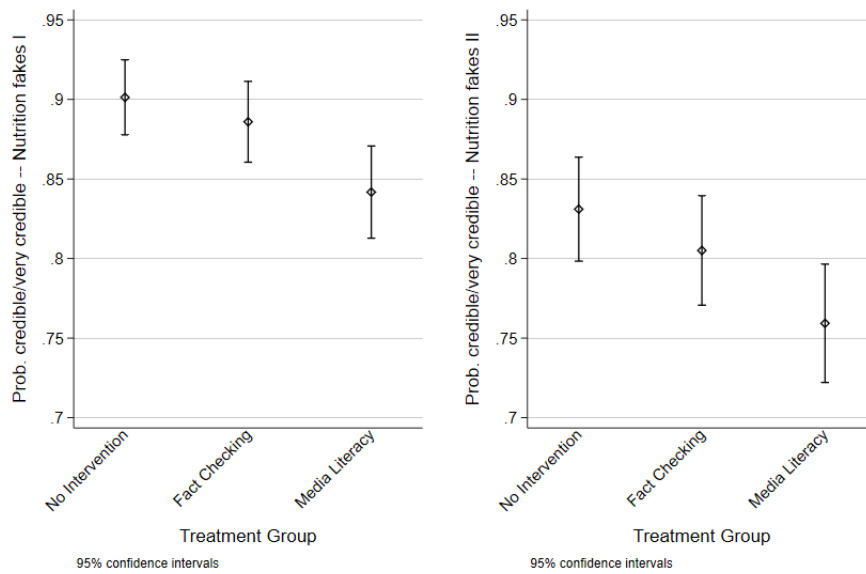 Prob. credible/very credible -- Nutrition fakes I
.95
.9
.85
.8
.75
.7
No Intervention
Fact Checking
Media Literacy
Treatment Group
95% confidence intervals
Prob. credible/very credible -- Nutrition fakes II
.95
.9
.85
.8
.75
.7
No Intervention
Fact Checking
Media Literacy
Treatment Group
95% confidence intervals